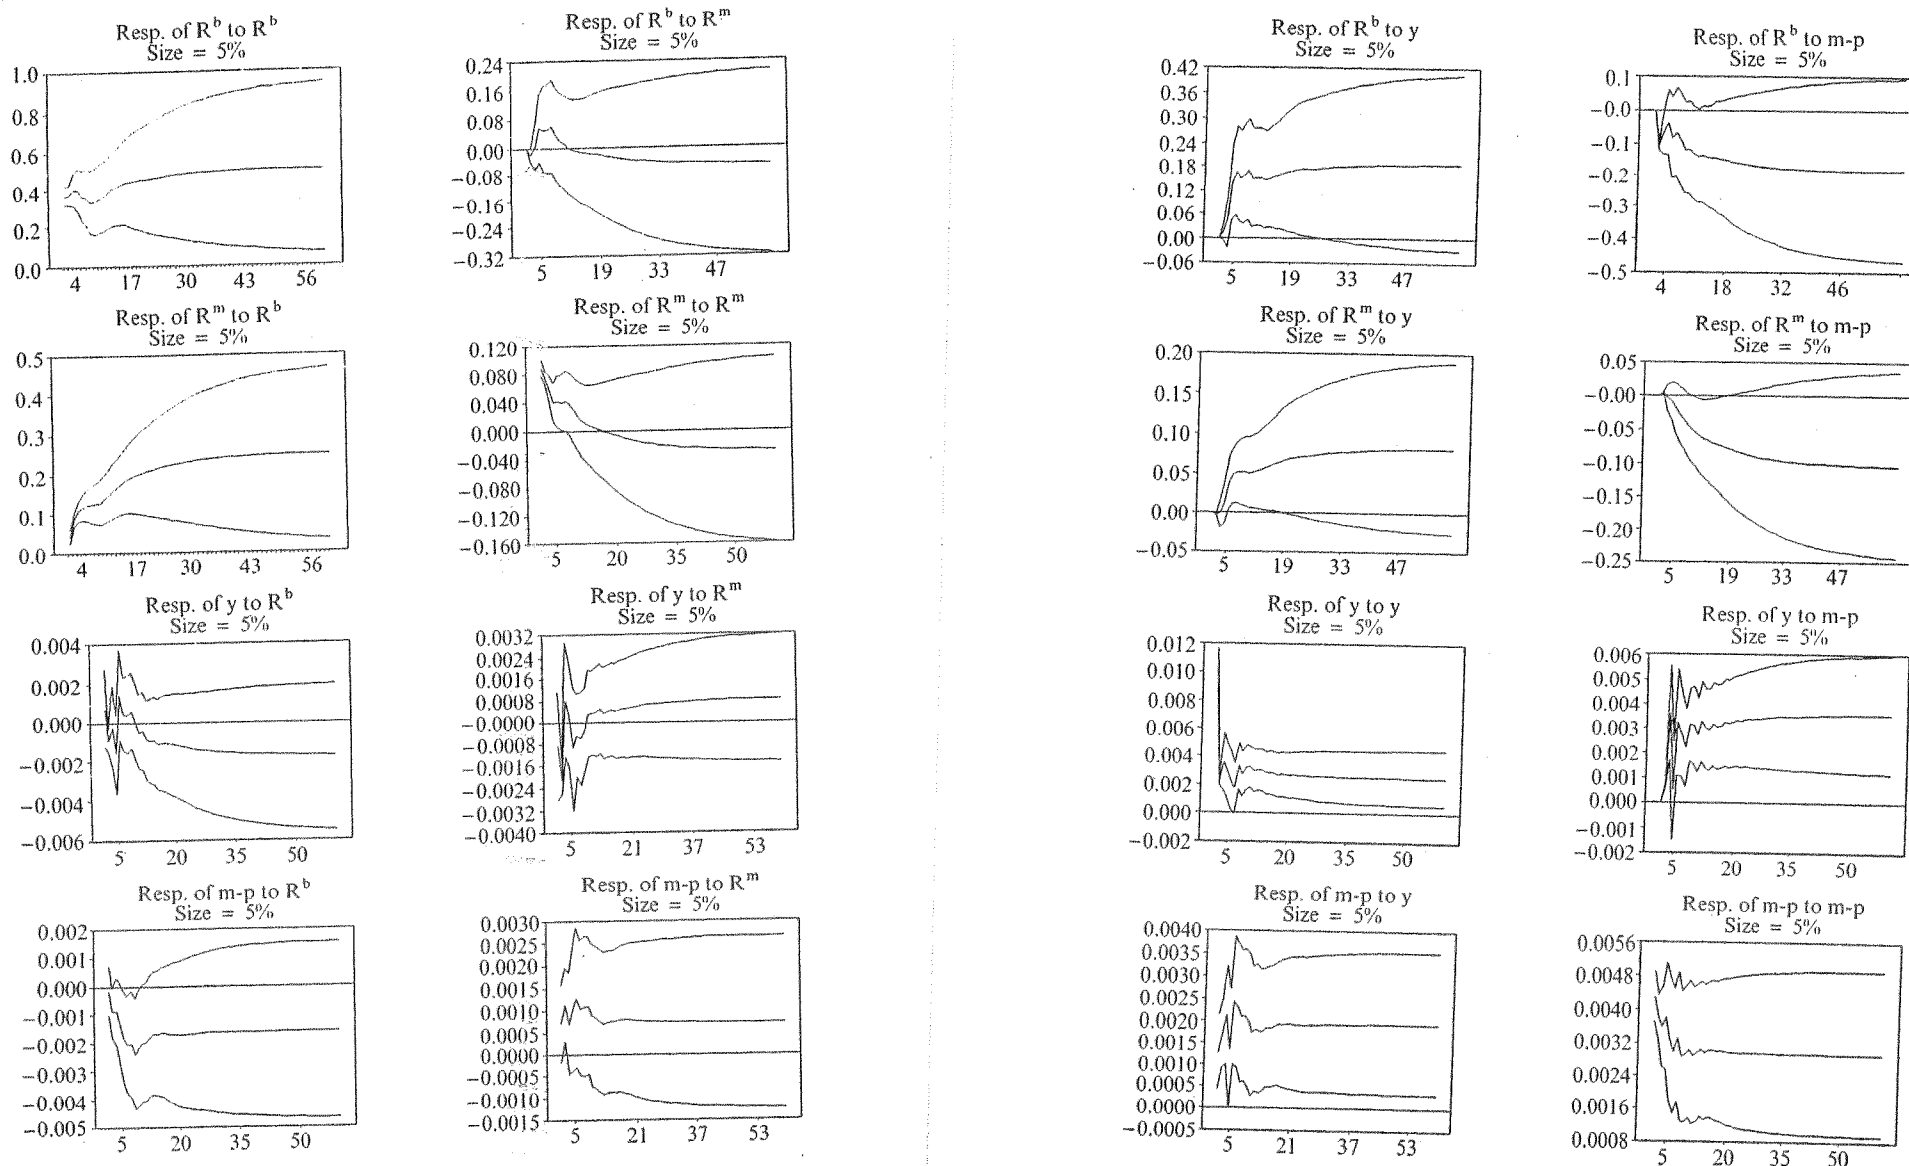 Resp. of R^b to R^b
Size = 5%
1.0
0.8
0.6
0.4
0.2
0.0
4 17 30 43 56
Resp. of R^b to R^m
Size = 5%
0.24
0.16
0.08
0.00
−0.08
−0.16
−0.24
−0.32
5 19 33 47
Resp. of R^b to y
Size = 5%
0.42
0.36
0.30
0.24
0.18
0.12
0.06
0.00
−0.06
5 19 33 47
Resp. of R^b to m-p
Size = 5%
0.1
−0.0
−0.1
−0.2
−0.3
−0.4
−0.5
4 18 32 46
Resp. of R^m to R^b
Size = 5%
0.5
0.4
0.3
0.2
0.1
0.0
4 17 30 43 56
Resp. of R^m to R^m
Size = 5%
0.120
0.080
0.040
0.000
−0.040
−0.080
−0.120
−0.160
5 20 35 50
Resp. of R^m to y
Size = 5%
0.20
0.15
0.10
0.05
0.00
−0.05
5 19 33 47
Resp. of R^m to m-p
Size = 5%
0.05
−0.00
−0.05
−0.10
−0.15
−0.20
−0.25
5 19 33 47
Resp. of y to R^b
Size = 5%
0.004
0.002
0.000
−0.002
−0.004
−0.006
5 20 35 50
Resp. of y to R^m
Size = 5%
0.0032
0.0024
0.0016
0.0008
−0.0000
−0.0008
−0.0016
−0.0024
−0.0032
−0.0040
5 21 37 53
Resp. of y to y
Size = 5%
0.012
0.012
0.008
0.006
0.004
0.002
0.000
−0.002
5 20 35 50
Resp. of y to m-p
Size = 5%
0.006
0.005
0.004
0.003
0.002
0.001
0.000
−0.001
−0.002
5 20 35 50
Resp. of m-p to R^b
Size = 5%
0.002
0.001
0.000
−0.001
−0.002
−0.003
−0.004
−0.005
5 20 35 50
Resp. of m-p to R^m
Size = 5%
0.0030
0.0025
0.0020
0.0015
0.0010
0.0005
0.0000
−0.0005
−0.0010
−0.0015
5 21 37 53
Resp. of m-p to y
Size = 5%
0.0040
0.0035
0.0030
0.0025
0.0020
0.0015
0.0010
0.0005
0.0000
−0.0005
5 21 37 53
Resp. of m-p to m-p
Size = 5%
0.0056
0.0048
0.0040
0.0032
0.0024
0.0016
0.0008
5 20 35 50